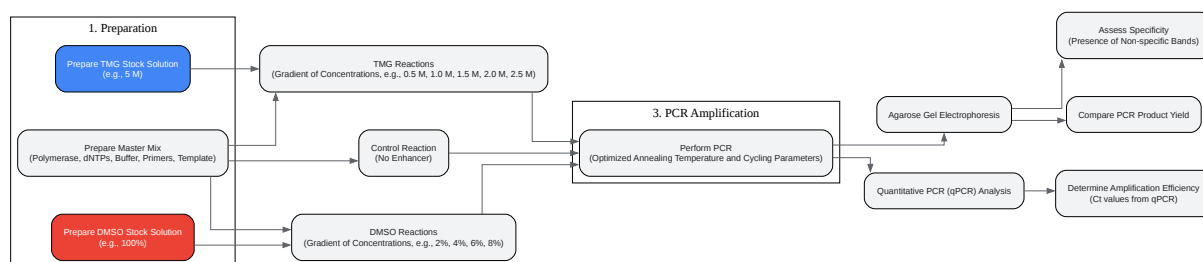 1. Preparation
Prepare TMG Stock Solution
(e.g., 5 M)
Prepare Master Mix
(Polymerase, dNTPs, Buffer, Primers, Template)
Prepare DMSO Stock Solution
(e.g., 100%)
TMG Reactions
(Gradient of Concentrations, e.g., 0.5 M, 1.0 M, 1.5 M, 2.0 M, 2.5 M)
Control Reaction
(No Enhancer)
DMSO Reactions
(Gradient of Concentrations, e.g., 2%, 4%, 6%, 8%)
3. PCR Amplification
Perform PCR
(Optimized Annealing Temperature and Cycling Parameters)
Agarose Gel Electrophoresis
Quantitative PCR (qPCR) Analysis
Assess Specificity
(Presence of Non-specific Bands)
Compare PCR Product Yield
Determine Amplification Efficiency
(Ct values from qPCR)